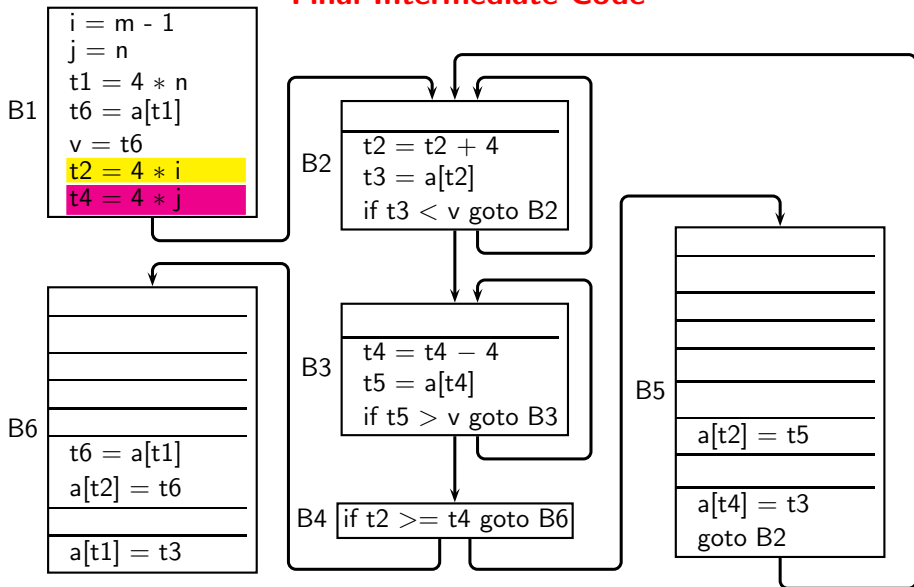 Final Intermediate Code
B1
i = m - 1
j = n
t1 = 4 ∗ n
t6 = a[t1]
v = t6
t2 = 4 ∗ i
t4 = 4 ∗ j
B2
t2 = t2 + 4
t3 = a[t2]
if t3 < v goto B2
B3
t4 = t4 − 4
t5 = a[t4]
if t5 > v goto B3
B4
if t2 >= t4 goto B6
B5
a[t2] = t5
a[t4] = t3
goto B2
B6
t6 = a[t1]
a[t2] = t6
a[t1] = t3